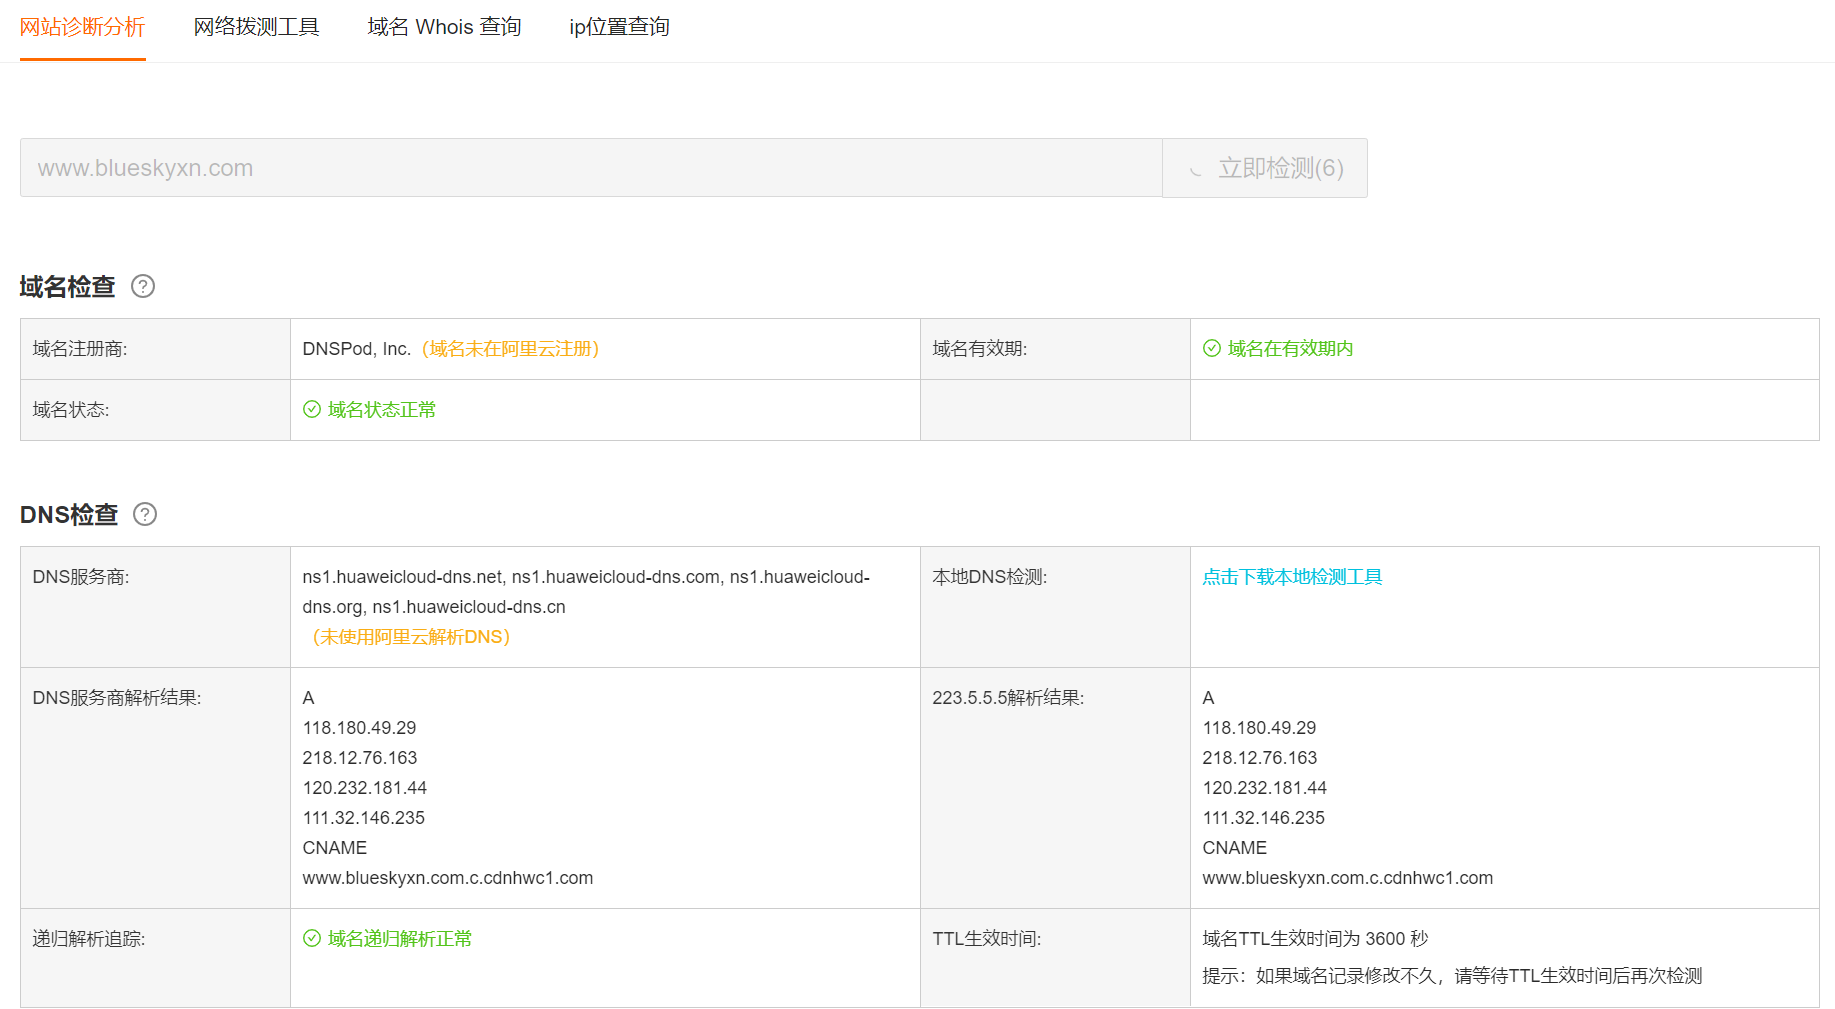 网站诊断分析 网络拨测工具 域名 Whois 查询 ip位置查询
www.blueskyxn.com 立即检测(6)
域名检查 ?
域名注册商: DNSPod, Inc.（域名未在阿里云注册） 域名有效期: 域名在有效期内
域名状态: 域名状态正常
DNS检查 ?
DNS服务商:
ns1.huaweicloud-dns.net, ns1.huaweicloud-dns.com, ns1.huaweicloud-
dns.org, ns1.huaweicloud-dns.cn
（未使用阿里云解析DNS）
本地DNS检测: 点击下载本地检测工具
DNS服务商解析结果:
A
118.180.49.29
218.12.76.163
120.232.181.44
111.32.146.235
CNAME
www.blueskyxn.com.c.cdnhwc1.com
223.5.5.5解析结果:
A
118.180.49.29
218.12.76.163
120.232.181.44
111.32.146.235
CNAME
www.blueskyxn.com.c.cdnhwc1.com
递归解析追踪: 域名递归解析正常
TTL生效时间: 域名TTL生效时间为 3600 秒
提示：如果域名记录修改不久，请等待TTL生效时间后再次检测